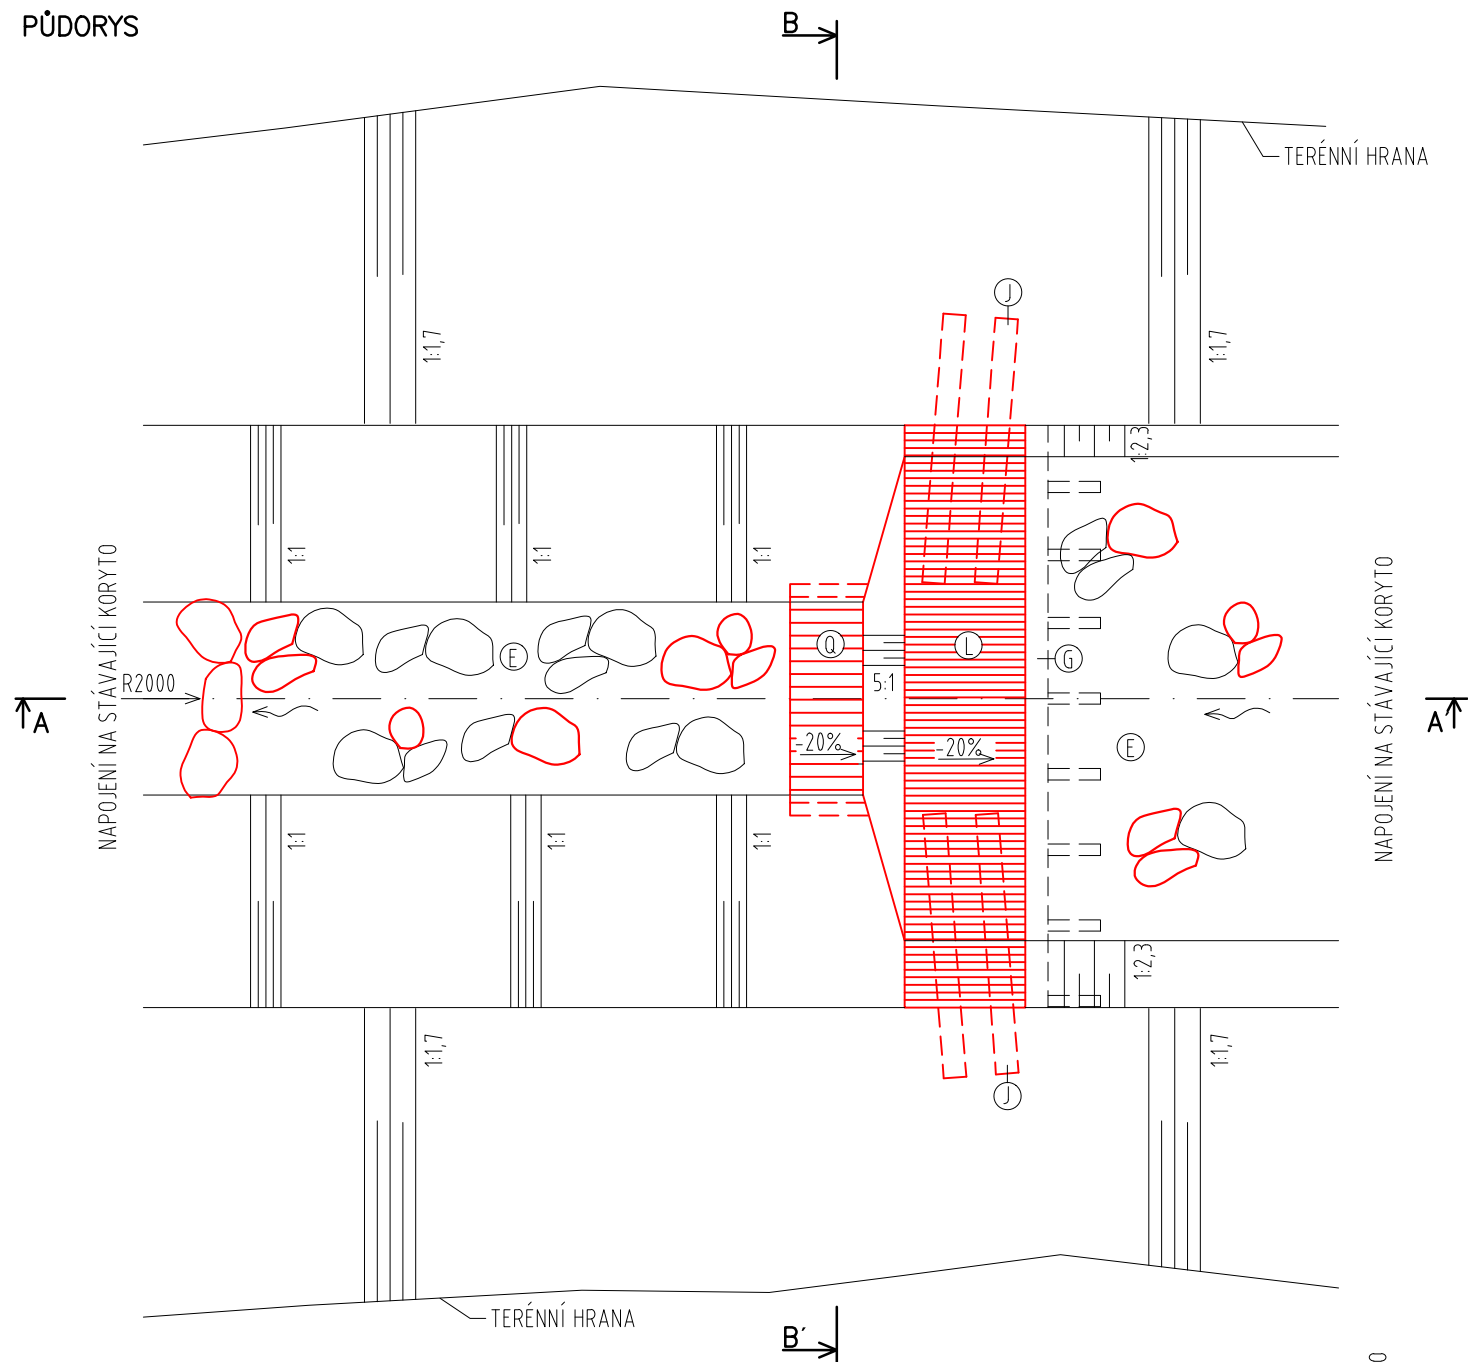 PŮDORYS
B
TERÉNNÍ HRANA
J
1:1,7
1:1,7
1:2,3
1:1
1:1
1:1
NAPOJENÍ NA STÁVAJÍCÍ KORYTO
NAPOJENÍ NA STÁVAJÍCÍ KORYTO
E
Q
L
G
R2000
5:1
A
A
-20%
-20%
E
1:1
1:1
1:1
1:2,3
1:1,7
1:1,7
J
TERÉNNÍ HRANA
B´